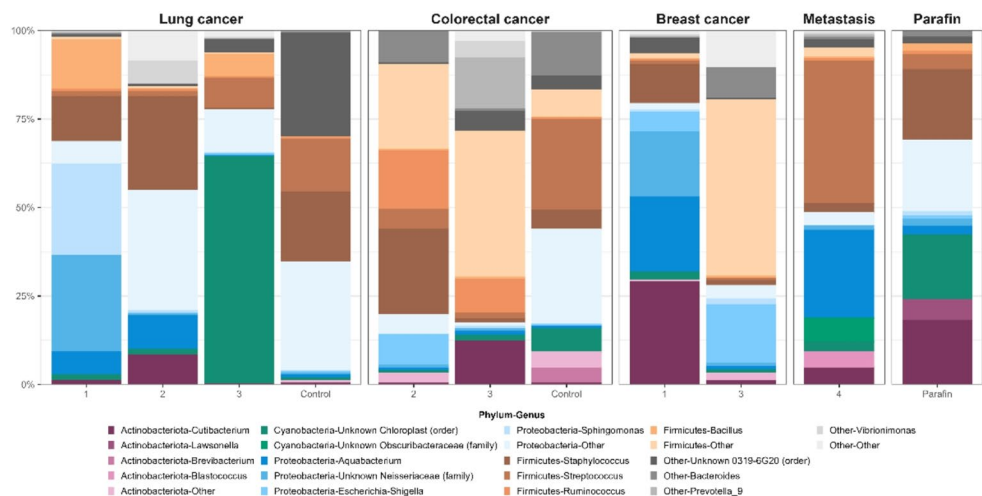 Lung cancer Colorectal cancer Breast cancer Metastasis Parafin
100%
75%
50%
25%
0%
1 2 3 Control 2 3 Control 1 3 4 Parafin
Phylum-Genus
Actinobacteriota-Cutibacterium Cyanobacteria-Unknown Chloroplast (order) Proteobacteria-Sphingomonas Firmicutes-Bacillus Other-Vibrionimonas
Actinobacteriota-Lawsonella Cyanobacteria-Unknown Obscuribacteraceae (family) Proteobacteria-Other Firmicutes-Other Other-Other
Actinobacteriota-Brevibacterium Proteobacteria-Aquabacterium Firmicutes-Staphylococcus Other-Unknown 0319-6G20 (order)
Actinobacteriota-Blastococcus Proteobacteria-Unknown Neisseriaceae (family) Firmicutes-Streptococcus Other-Bacteroides
Actinobacteriota-Other Proteobacteria-Escherichia-Shigella Firmicutes-Ruminococcus Other-Prevotella_9